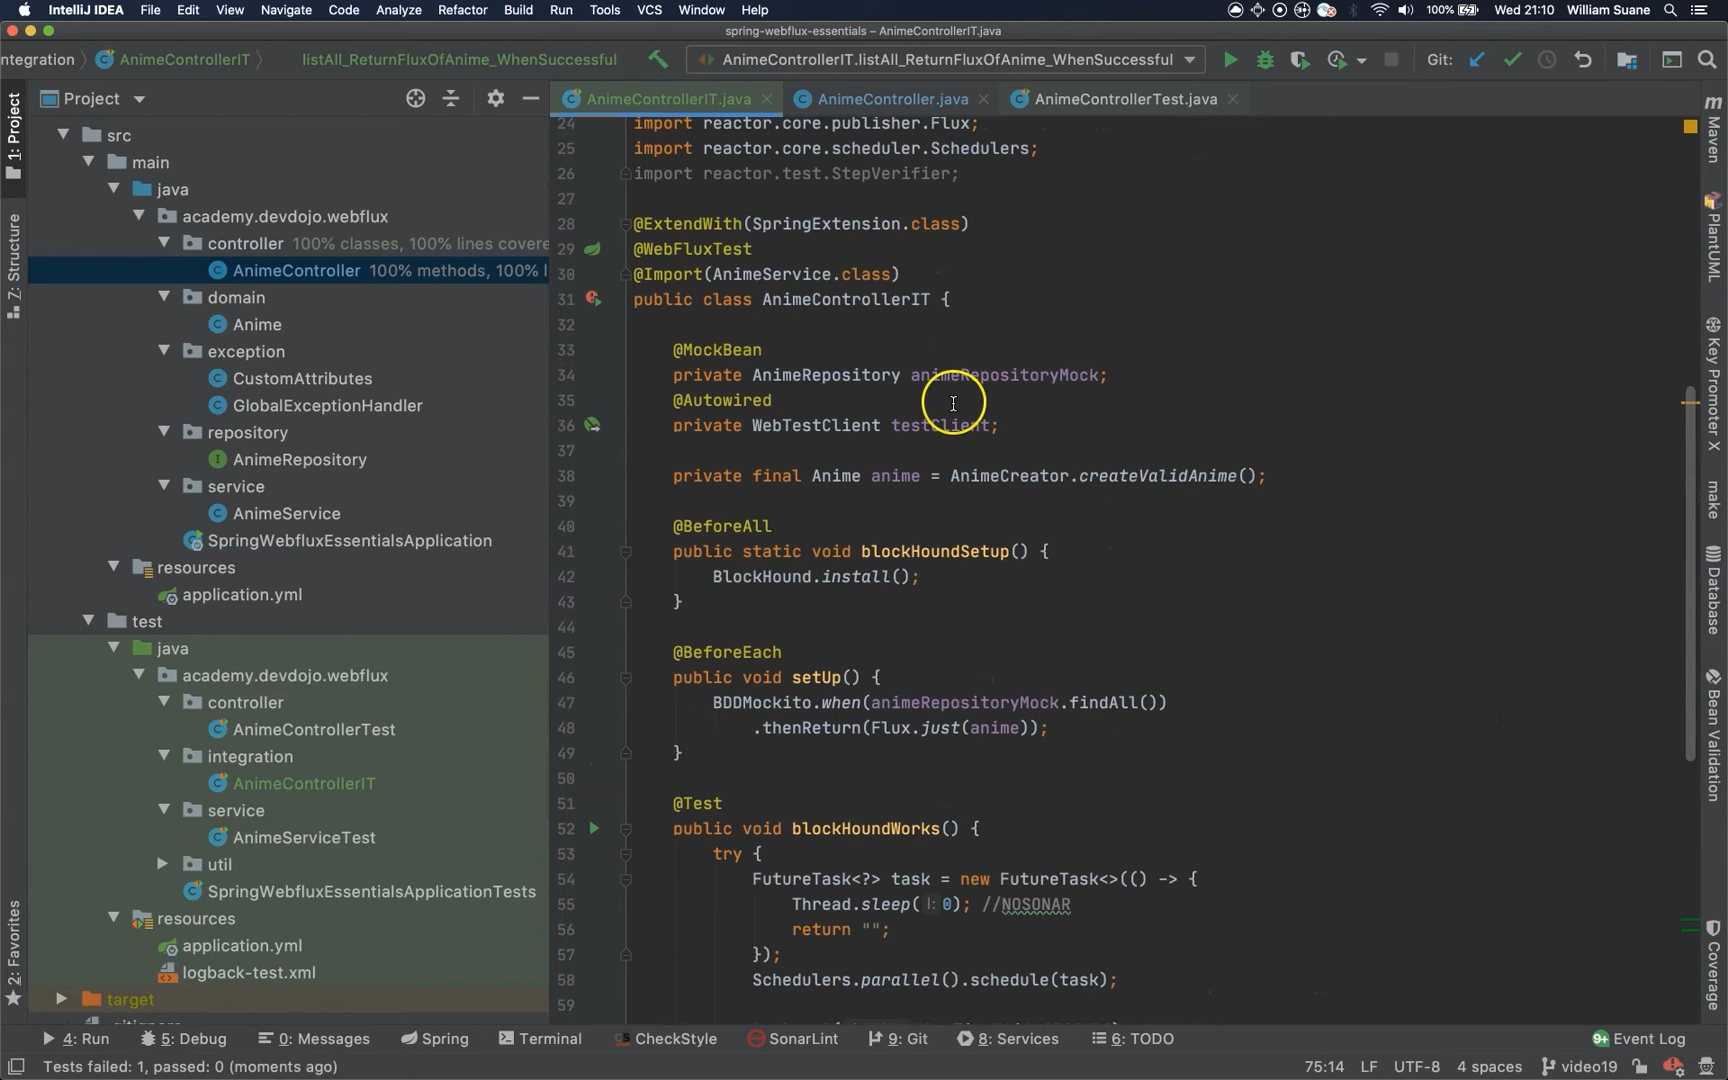 IntelliJ IDEA File Edit View Navigate Code Analyze Refactor Build Run Tools VCS Window Help 100% Wed 21:10 William Suane
spring-webflux-essentials – AnimeControllerIT.java
ntegration AnimeControllerIT listAll_ReturnFluxOfAnime_WhenSuccessful AnimeControllerIT.listAll_ReturnFluxOfAnime_WhenSuccessful Git:
Project
AnimeControllerIT.java AnimeController.java AnimeControllerTest.java
1: Project
7: Structure
2: Favorites
src
main
java
academy.devdojo.webflux
controller 100% classes, 100% lines covere
AnimeController 100% methods, 100% l
domain
Anime
exception
CustomAttributes
GlobalExceptionHandler
repository
AnimeRepository
service
AnimeService
SpringWebfluxEssentialsApplication
resources
application.yml
test
java
academy.devdojo.webflux
controller
AnimeControllerTest
integration
AnimeControllerIT
service
AnimeServiceTest
util
SpringWebfluxEssentialsApplicationTests
resources
application.yml
logback-test.xml
target
.gitignore
24 import reactor.core.publisher.Flux;
25 import reactor.core.scheduler.Schedulers;
26 import reactor.test.StepVerifier;
27
28 @ExtendWith(SpringExtension.class)
29 @WebFluxTest
30 @Import(AnimeService.class)
31 public class AnimeControllerIT {
32
33 @MockBean
34 private AnimeRepository animeRepositoryMock;
35 @Autowired
36 private WebTestClient testClient;
37
38 private final Anime anime = AnimeCreator.createValidAnime();
39
40 @BeforeAll
41 public static void blockHoundSetup() {
42 BlockHound.install();
43 }
44
45 @BeforeEach
46 public void setUp() {
47 BDDMockito.when(animeRepositoryMock.findAll())
48 .thenReturn(Flux.just(anime));
49 }
50
51 @Test
52 public void blockHoundWorks() {
53 try {
54 FutureTask<?> task = new FutureTask<>(() -> {
55 Thread.sleep( l: 0); //NOSONAR
56 return "";
57 });
58 Schedulers.parallel().schedule(task);
59
m Maven
PlantUML
Key Promoter X
make
Database
Bean Validation
Coverage
4: Run 5: Debug 0: Messages Spring Terminal CheckStyle SonarLint 9: Git 8: Services 6: TODO 9+ Event Log
Tests failed: 1, passed: 0 (moments ago) 75:14 LF UTF-8 4 spaces video19